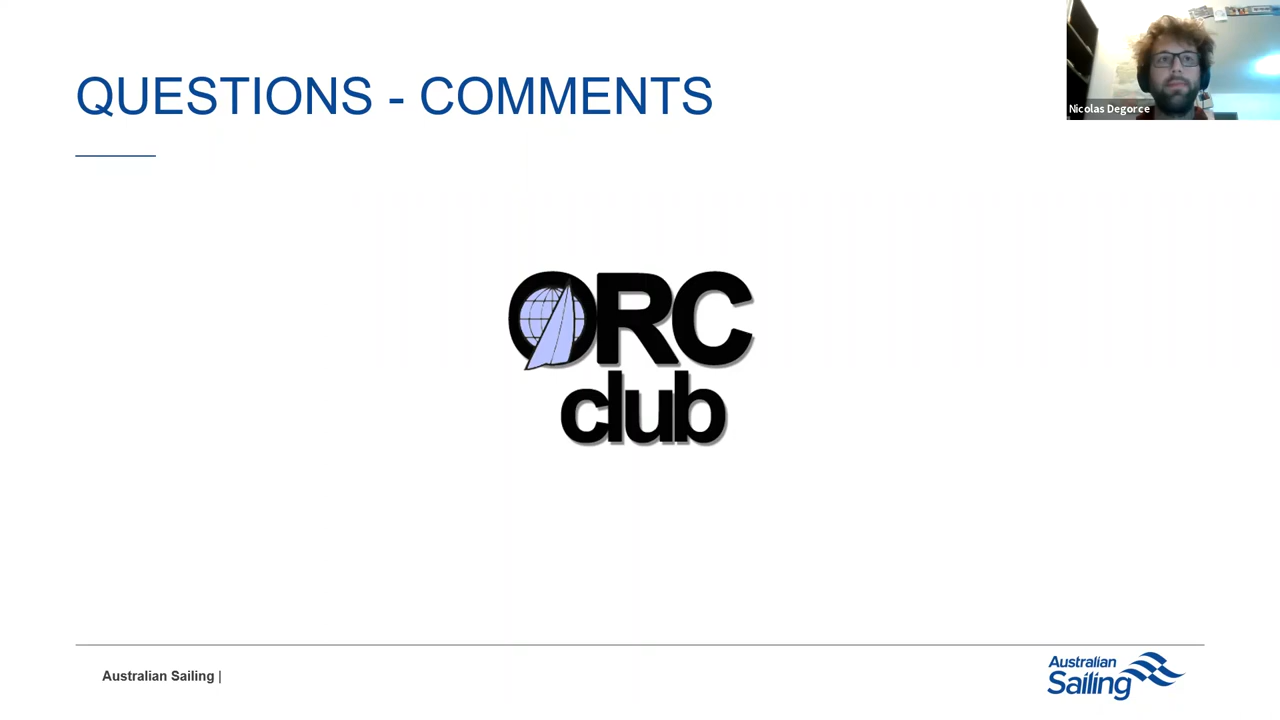 QUESTIONS - COMMENTS
Nicolas Degorce
ORC
club
Australian Sailing |
Australian
Sailing